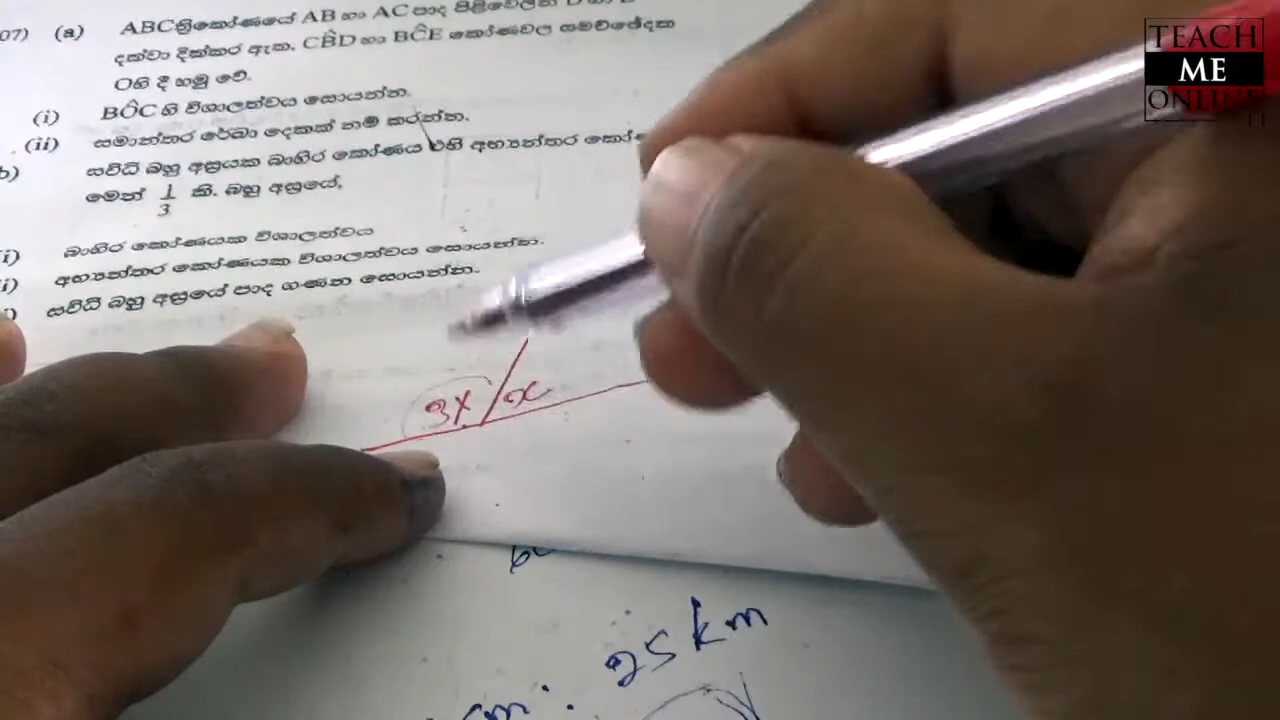 07) (a) ABC ත්‍රිකෝණයේ AB හා AC පාද පිළිවෙලින්
දක්වා දික්කර ඇත. CB̂D හා BĈE කෝණවල සමච්ඡේදක
O හි දී හමු වේ.
(i) BÔC හි විශාලත්වය සොයන්න.
(ii) සමාන්තර රේඛා දෙකක් නම් කරන්න.
b) සවිධි බහු අස්‍රයක බාහිර කෝණය එහි අභ්‍යන්තර
මෙන් 1/3 කි. බහු අස්‍රයේ,
i) බාහිර කෝණයක විශාලත්වය
i) අභ්‍යන්තර කෝණයක විශාලත්වය සොයන්න.
) සවිධි බහු අස්‍රයේ පාද ගණන සොයන්න.
3x / x
: 25 km
TEACH
ME
ONLINE